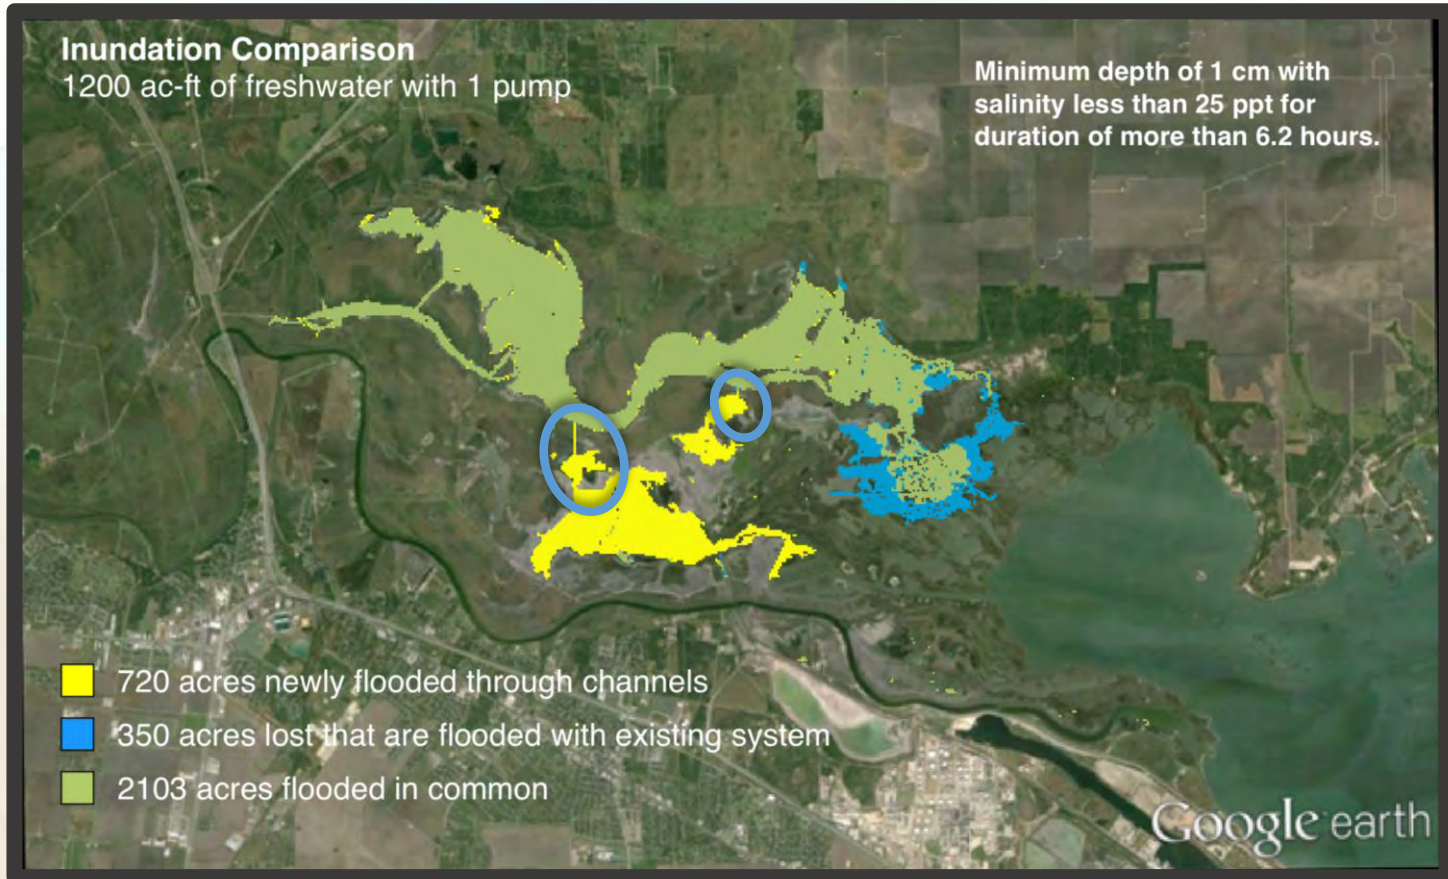 Inundation Comparison
1200 ac-ft of freshwater with 1 pump
Minimum depth of 1 cm with
salinity less than 25 ppt for
duration of more than 6.2 hours.
720 acres newly flooded through channels
350 acres lost that are flooded with existing system
2103 acres flooded in common
Google earth